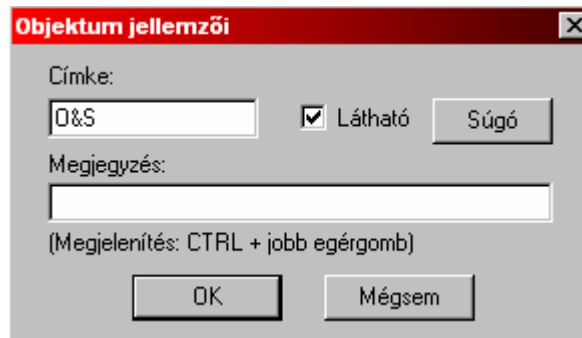 Objektum jellemzői
Címke:
O&S
Látható
Súgó
Megjegyzés:
(Megjelenítés: CTRL + jobb egérgomb)
OK
Mégsem